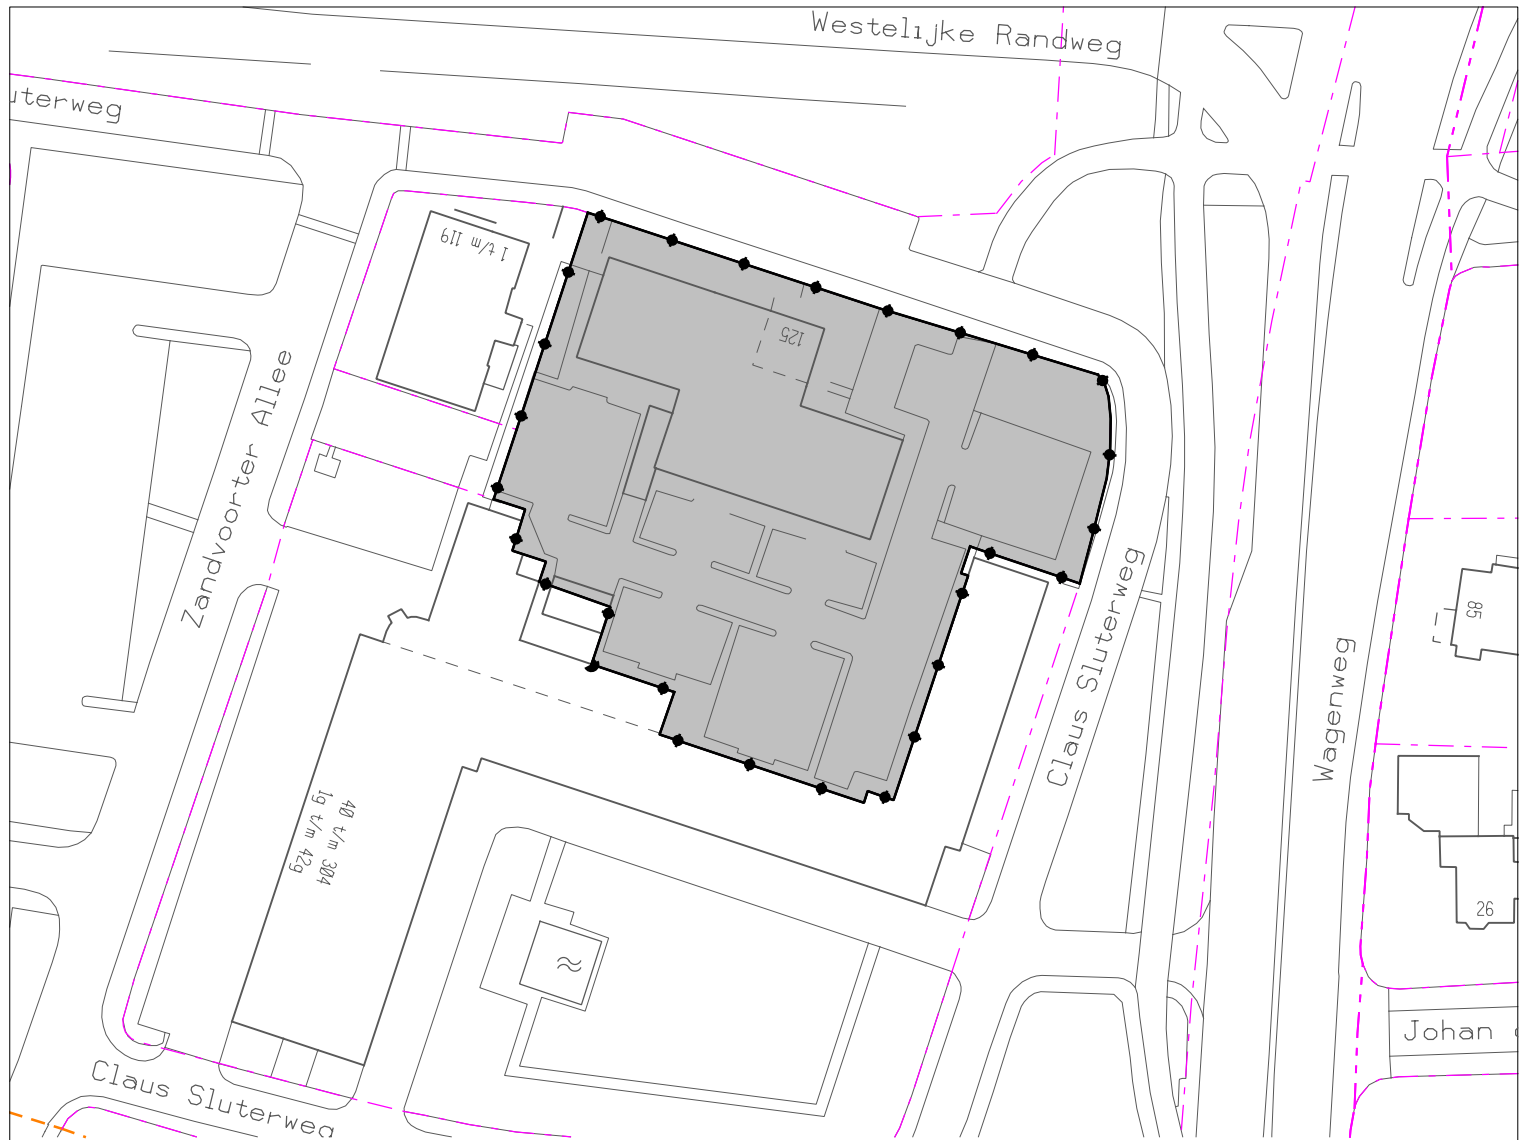 Westelijke Randweg
uterweg
1 t/m 119
125
Zandvoorter Allee
Claus Sluterweg
Wagenweg
85
40 t/m 304
1g t/m 42g
26
Johan
Claus Sluterweg